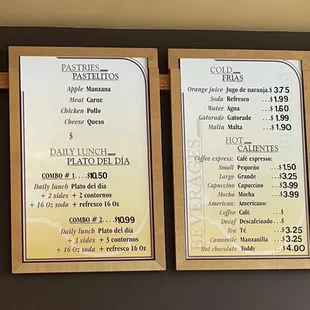 PASTRIES
PASTELITOS
Apple Manzana
Meat Carne
Chicken Pollo
Cheese Queso
$
DAILY LUNCH
PLATO DEL DÍA
COMBO # 1....$10.50
Daily lunch Plato del día
+ 2 sides + 2 contornos
+ 16 Oz soda + refresco 16 Oz
COMBO # 2....$10.99
Daily lunch Plato del día
+ 3 sides + 3 contornos
+ 16 Oz soda + refresco 16 Oz
BEVERAGES
COLD
FRIAS
Orange juice Jugo de naranja.$3.75
Soda Refresco ...$1.99
Water Agua ...$1.60
Gatorade Gatorade ...$1.99
Malta Malta ...$1.90
HOT
CALIENTES
Coffee express: Café espresso:
Small Pequeño ...$1.50
Large Grande ...$3.25
Capuccino Capuccino ...$3.99
Mocha Mocha ...$3.99
American: Americano:
Coffee Café ...$
Decaf Descafeinado ...$
Tea Té ...$3.25
Camomile Manzanilla ...$3.25
Hot chocolate Toddy ...$4.00